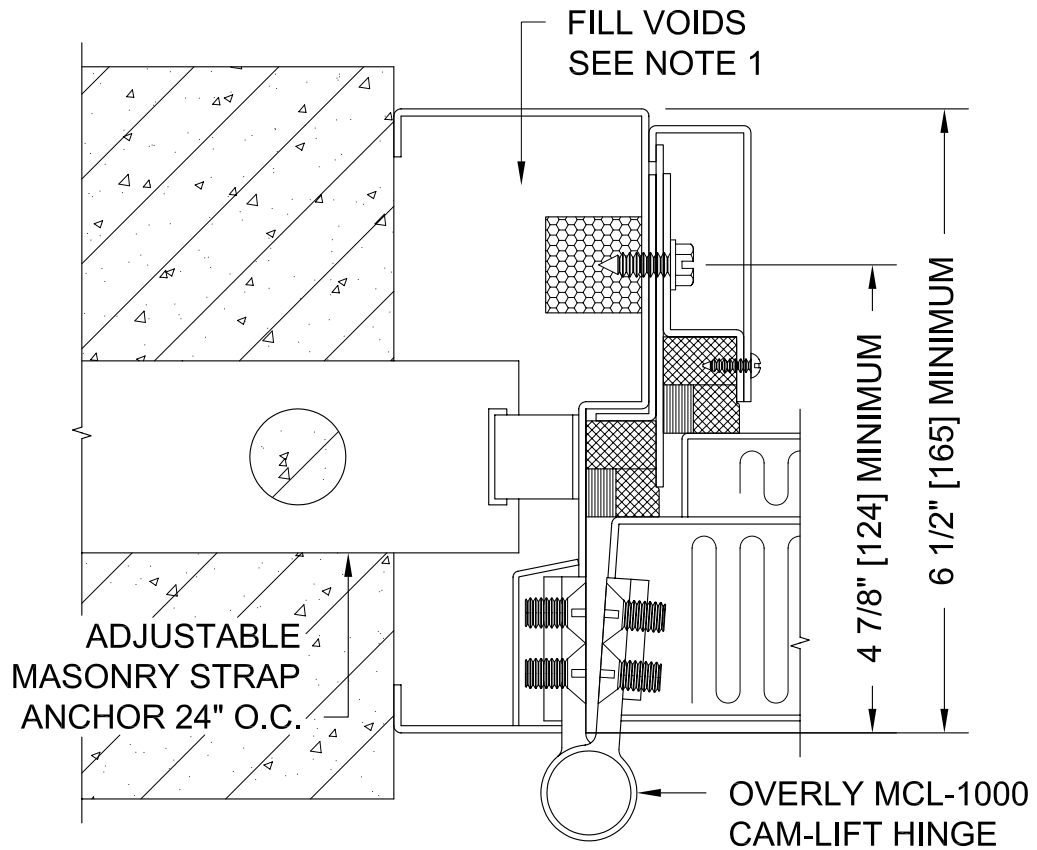 FILL VOIDS
SEE NOTE 1
4 7/8" [124] MINIMUM
6 1/2" [165] MINIMUM
ADJUSTABLE
MASONRY STRAP
ANCHOR 24" O.C.
OVERLY MCL-1000
CAM-LIFT HINGE